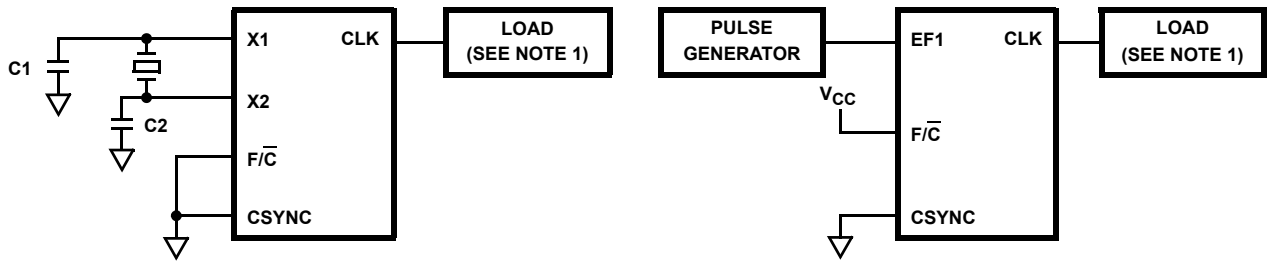 C1
C2
X1
X2
F/C̅
CSYNC
CLK
LOAD
(SEE NOTE 1)
PULSE
GENERATOR
VCC
EF1
F/C̅
CSYNC
CLK
LOAD
(SEE NOTE 1)